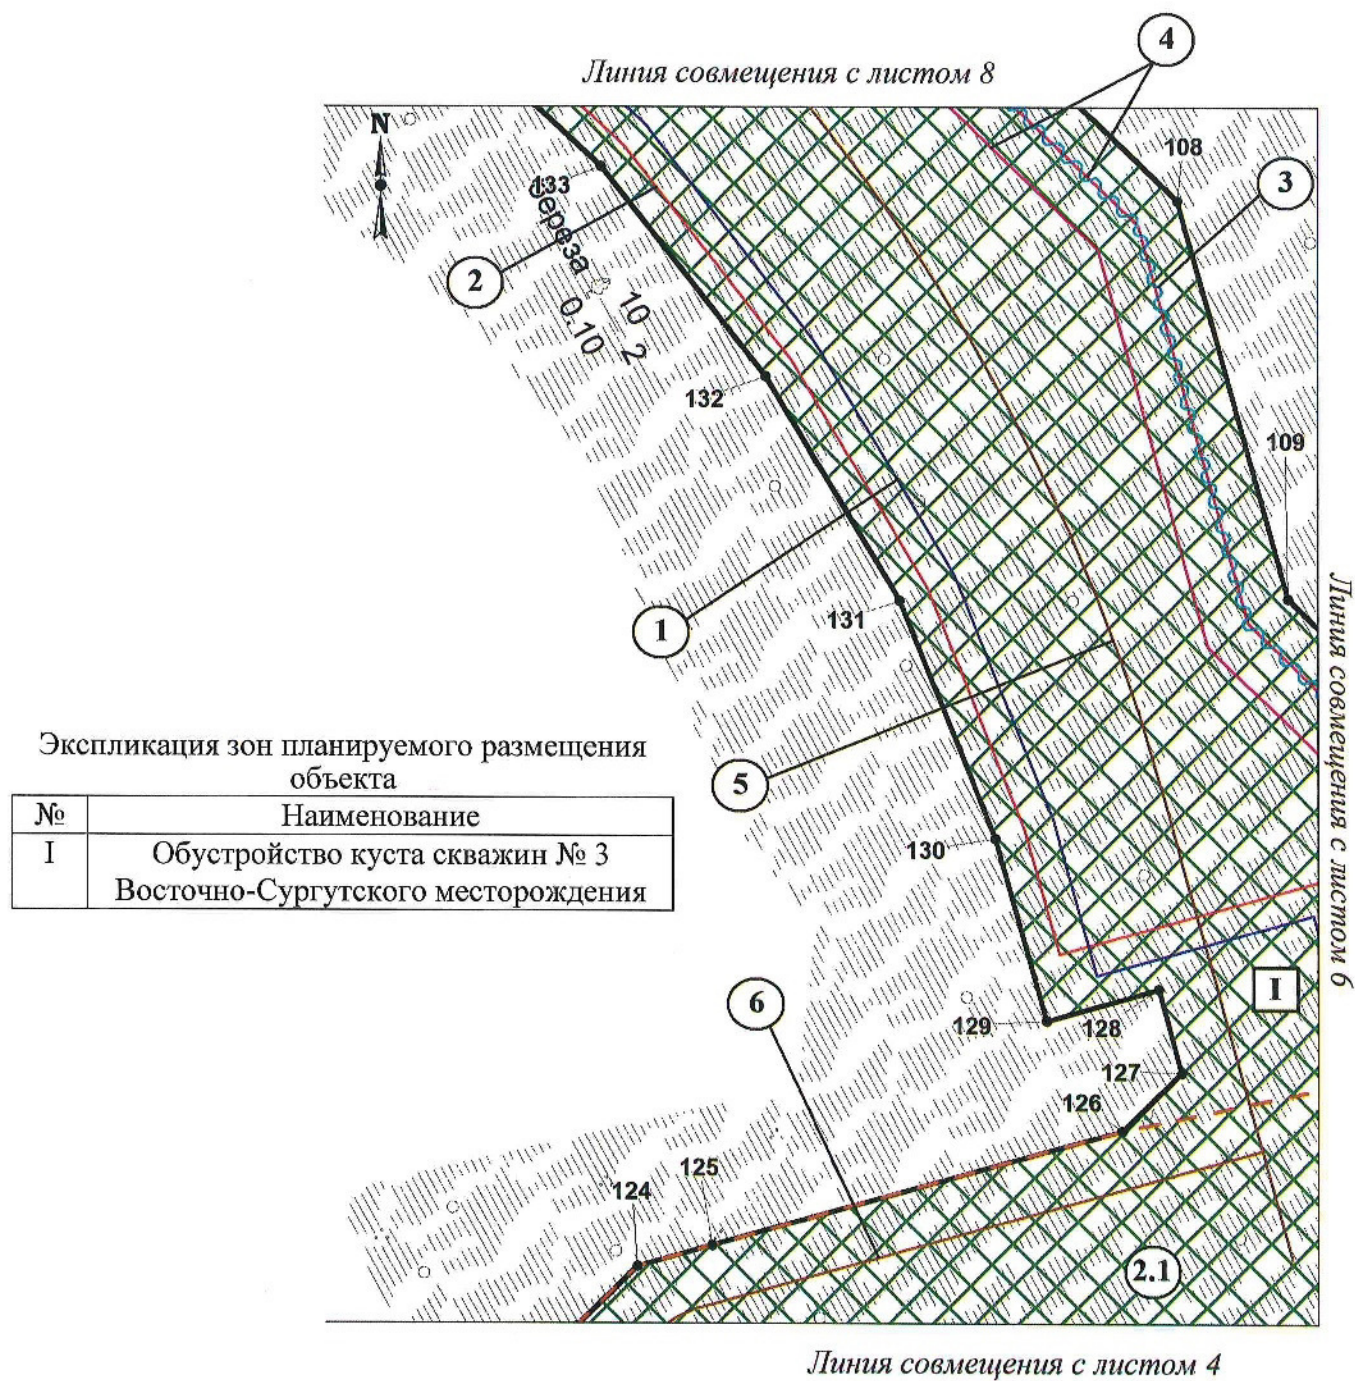 4
Линия совмещения с листом 8
N
108
133
3
береза
2
10
0.10
2
132
109
1
131
Линия совмещения с листом 6
5
Экспликация зон планируемого размещения
объекта
№ Наименование
I Обустройство куста скважин № 3
Восточно-Сургутского месторождения
130
6
I
129
128
127
126
125
124
2.1
Линия совмещения с листом 4